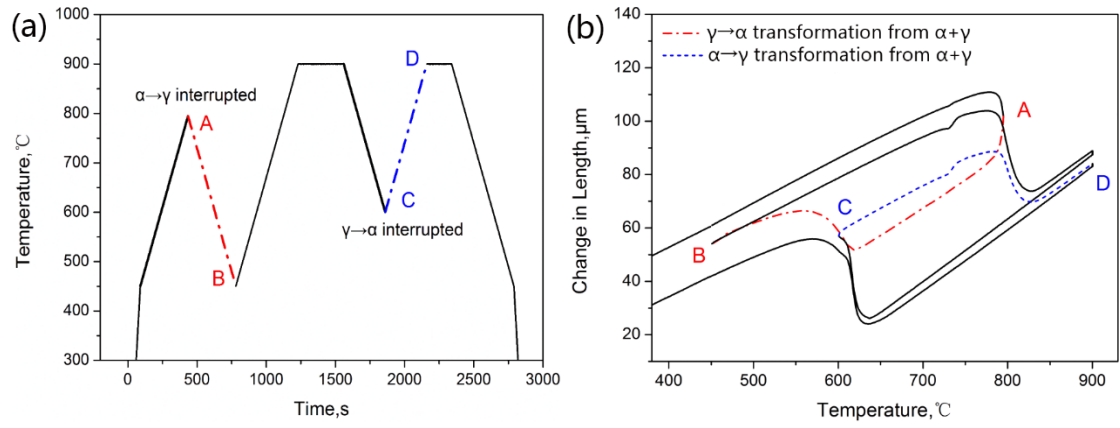 (a)
1000
900
800
700
600
500
400
300
Temperature,℃
α→γ interrupted
A
B
D
C
γ→α interrupted
0
500
1000
1500
2000
2500
3000
Time,s
(b)
140
120
100
80
60
40
20
Change in Length,μm
γ→α transformation from α+γ
α→γ transformation from α+γ
A
C
B
D
400
500
600
700
800
900
Temperature,℃